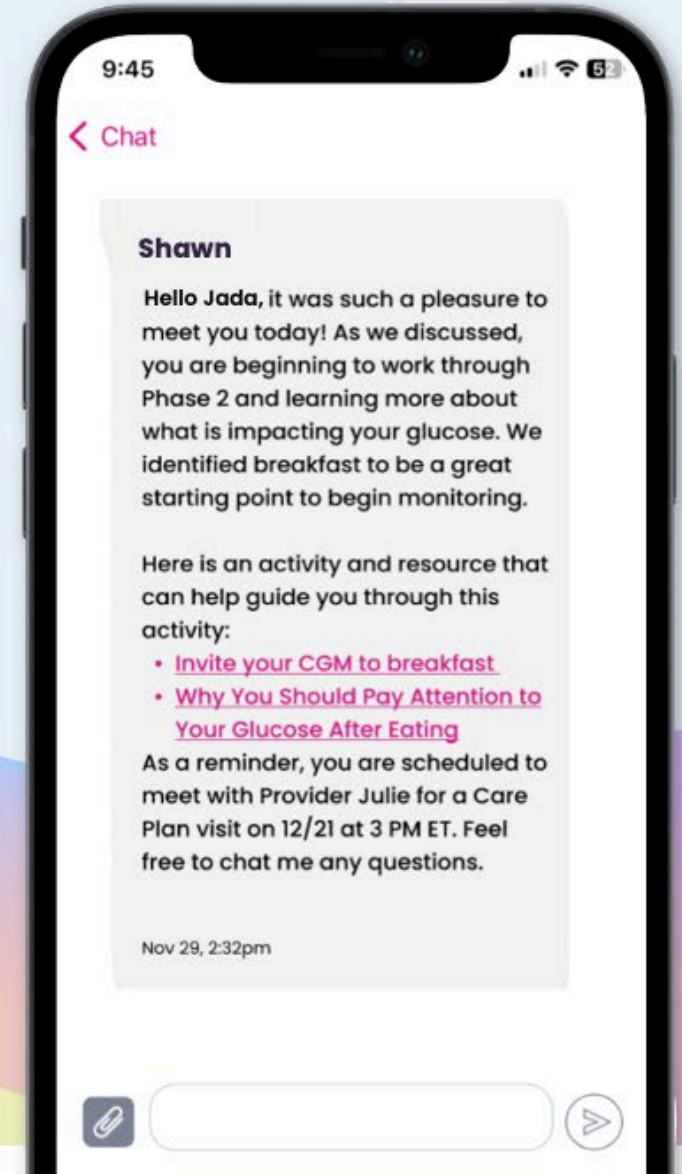 9:45
52
Chat
Shawn
Hello Jada, it was such a pleasure to
meet you today! As we discussed,
you are beginning to work through
Phase 2 and learning more about
what is impacting your glucose. We
identified breakfast to be a great
starting point to begin monitoring.
Here is an activity and resource that
can help guide you through this
activity:
• Invite your CGM to breakfast
• Why You Should Pay Attention to
Your Glucose After Eating
As a reminder, you are scheduled to
meet with Provider Julie for a Care
Plan visit on 12/21 at 3 PM ET. Feel
free to chat me any questions.
Nov 29, 2:32pm